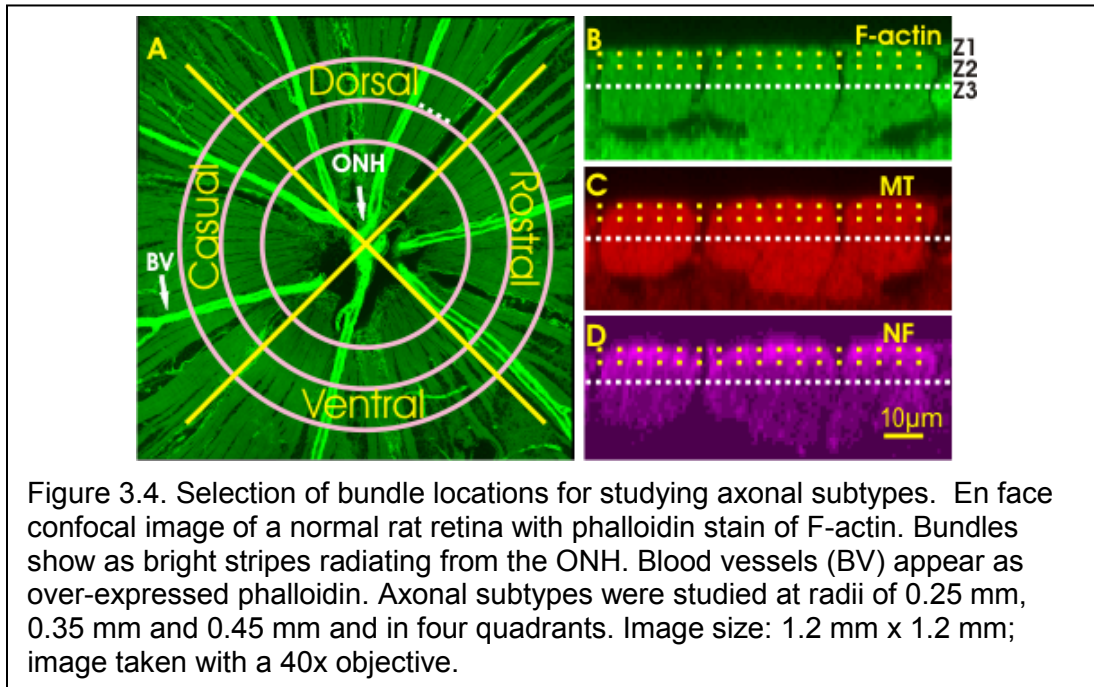 A
Dorsal
ONH
Casual
Rostral
BV
Ventral
B
F-actin
Z1
Z2
Z3
C
MT
D
NF
10µm
Figure 3.4. Selection of bundle locations for studying axonal subtypes. En face
confocal image of a normal rat retina with phalloidin stain of F-actin. Bundles
show as bright stripes radiating from the ONH. Blood vessels (BV) appear as
over-expressed phalloidin. Axonal subtypes were studied at radii of 0.25 mm,
0.35 mm and 0.45 mm and in four quadrants. Image size: 1.2 mm x 1.2 mm;
image taken with a 40x objective.